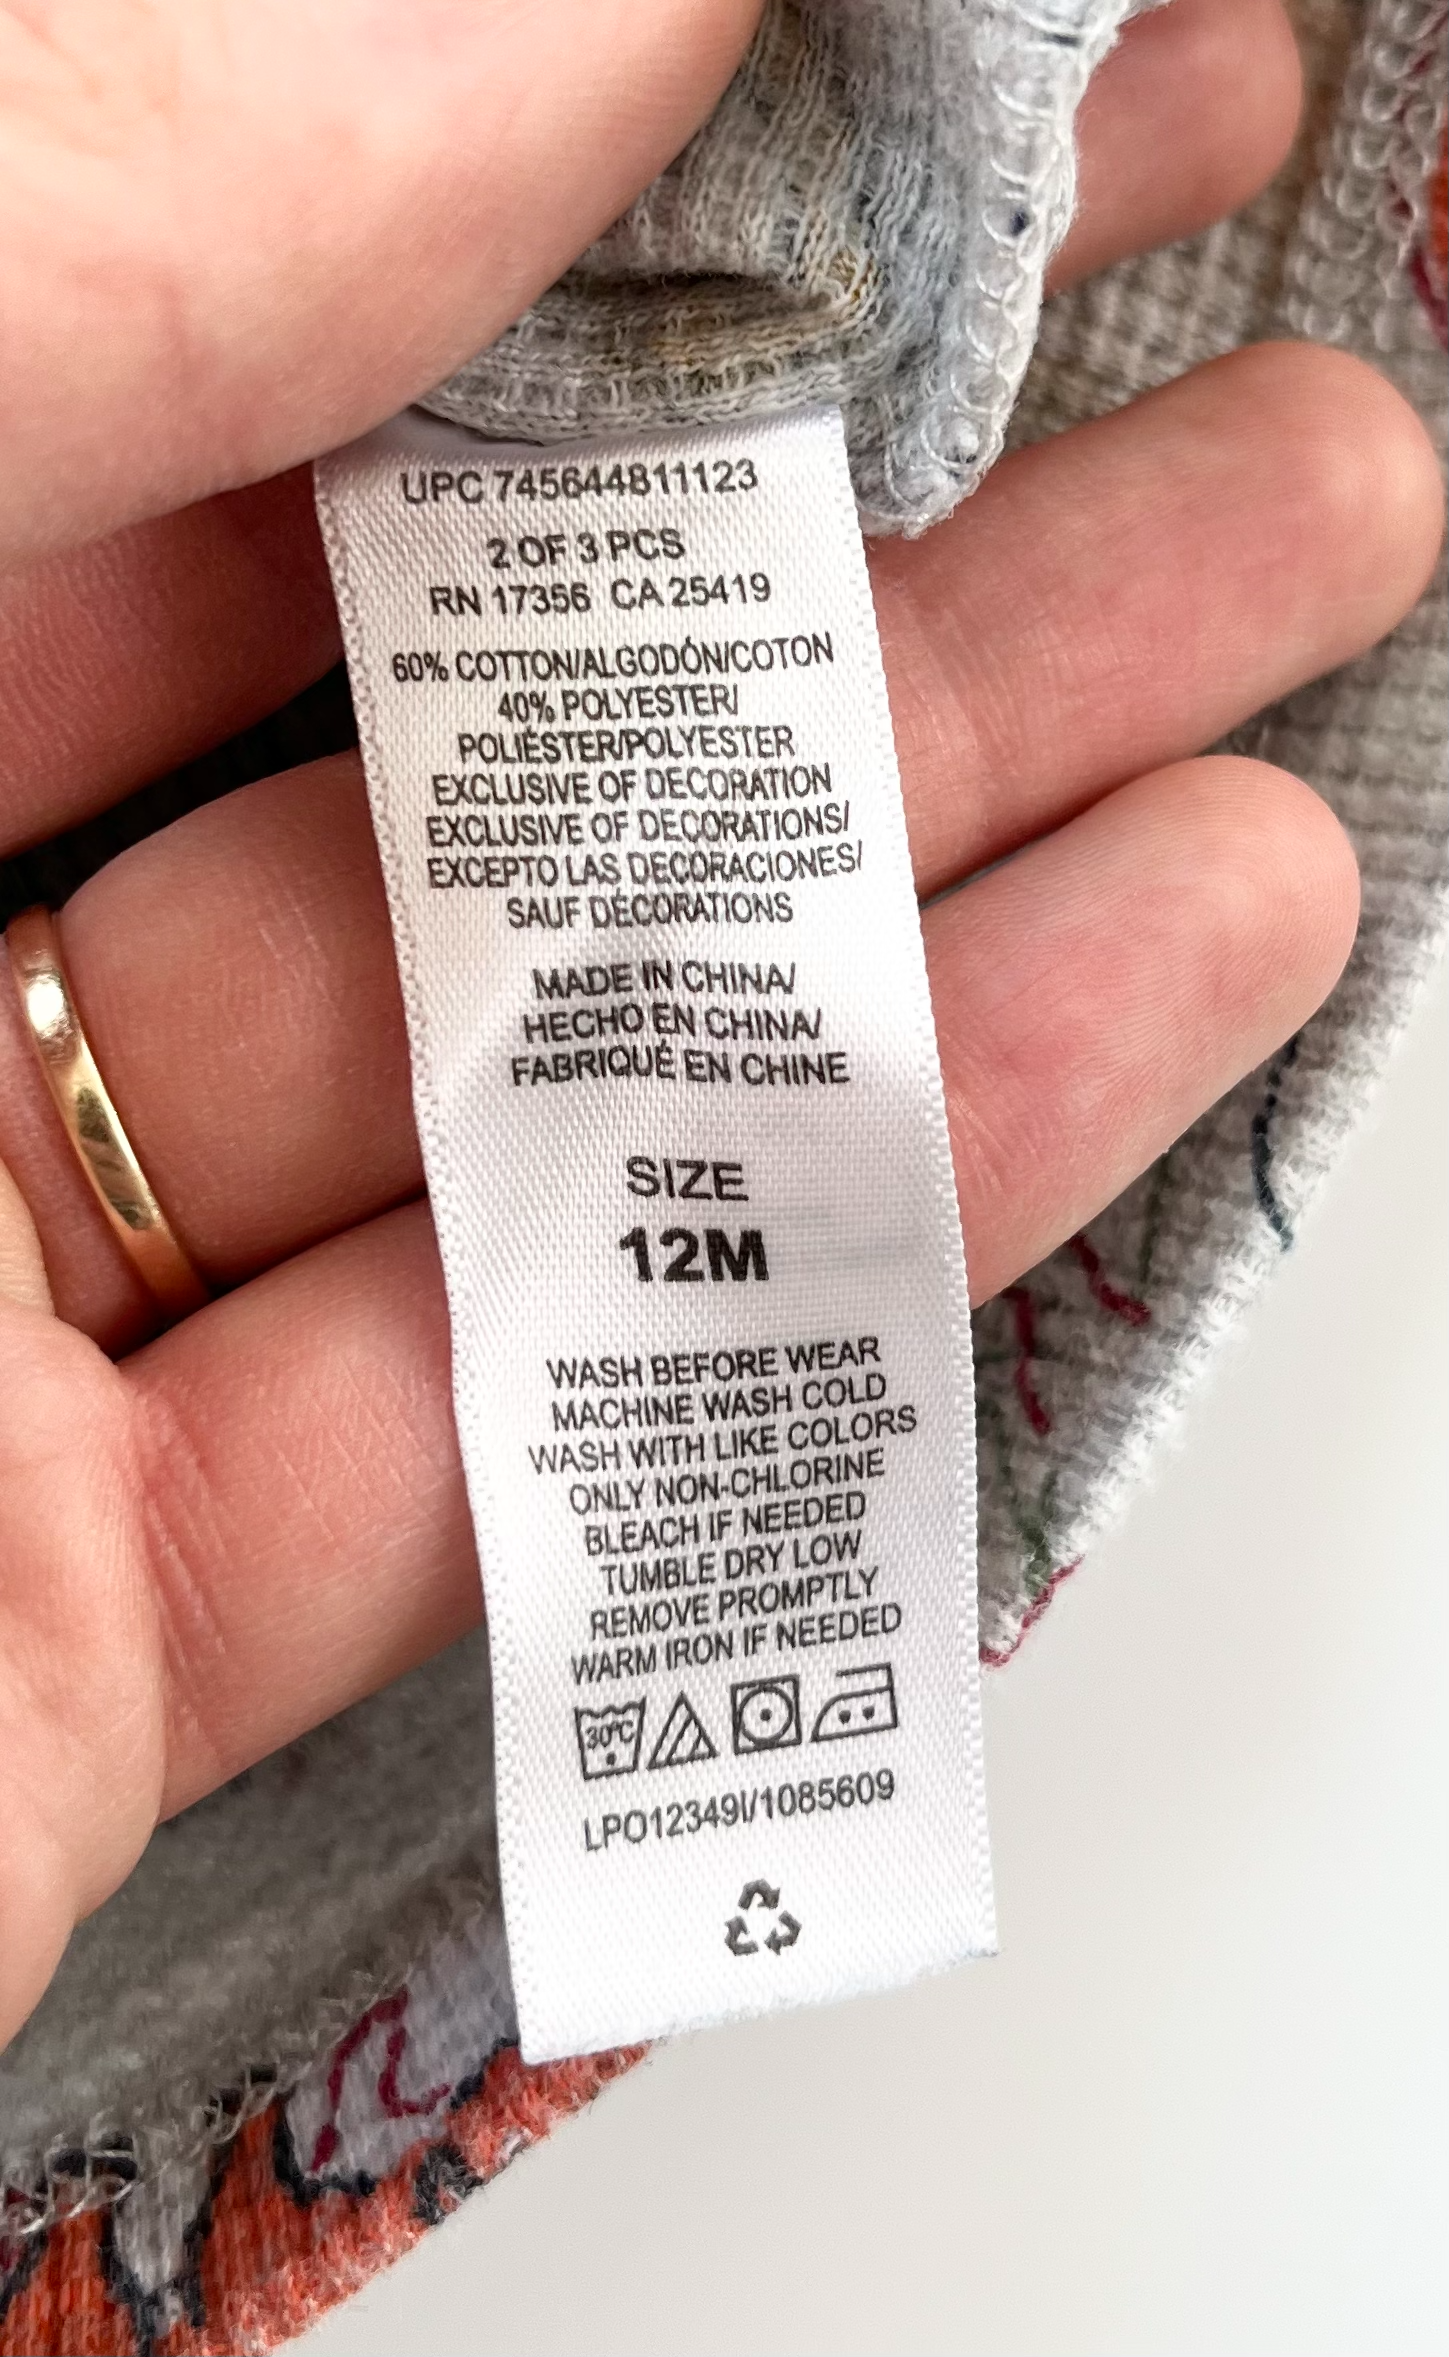 UPC 745644811123
2 OF 3 PCS
RN 17356 CA 25419
60% COTTON/ALGODÓN/COTON
40% POLYESTER/
POLIÉSTER/POLYESTER
EXCLUSIVE OF DECORATION
EXCLUSIVE OF DECORATIONS/
EXCEPTO LAS DECORACIONES/
SAUF DÉCORATIONS
MADE IN CHINA/
HECHO EN CHINA/
FABRIQUÉ EN CHINE
SIZE
12M
WASH BEFORE WEAR
MACHINE WASH COLD
WASH WITH LIKE COLORS
ONLY NON-CHLORINE
BLEACH IF NEEDED
TUMBLE DRY LOW
REMOVE PROMPTLY
WARM IRON IF NEEDED
30°C
LPO12349I/1085609